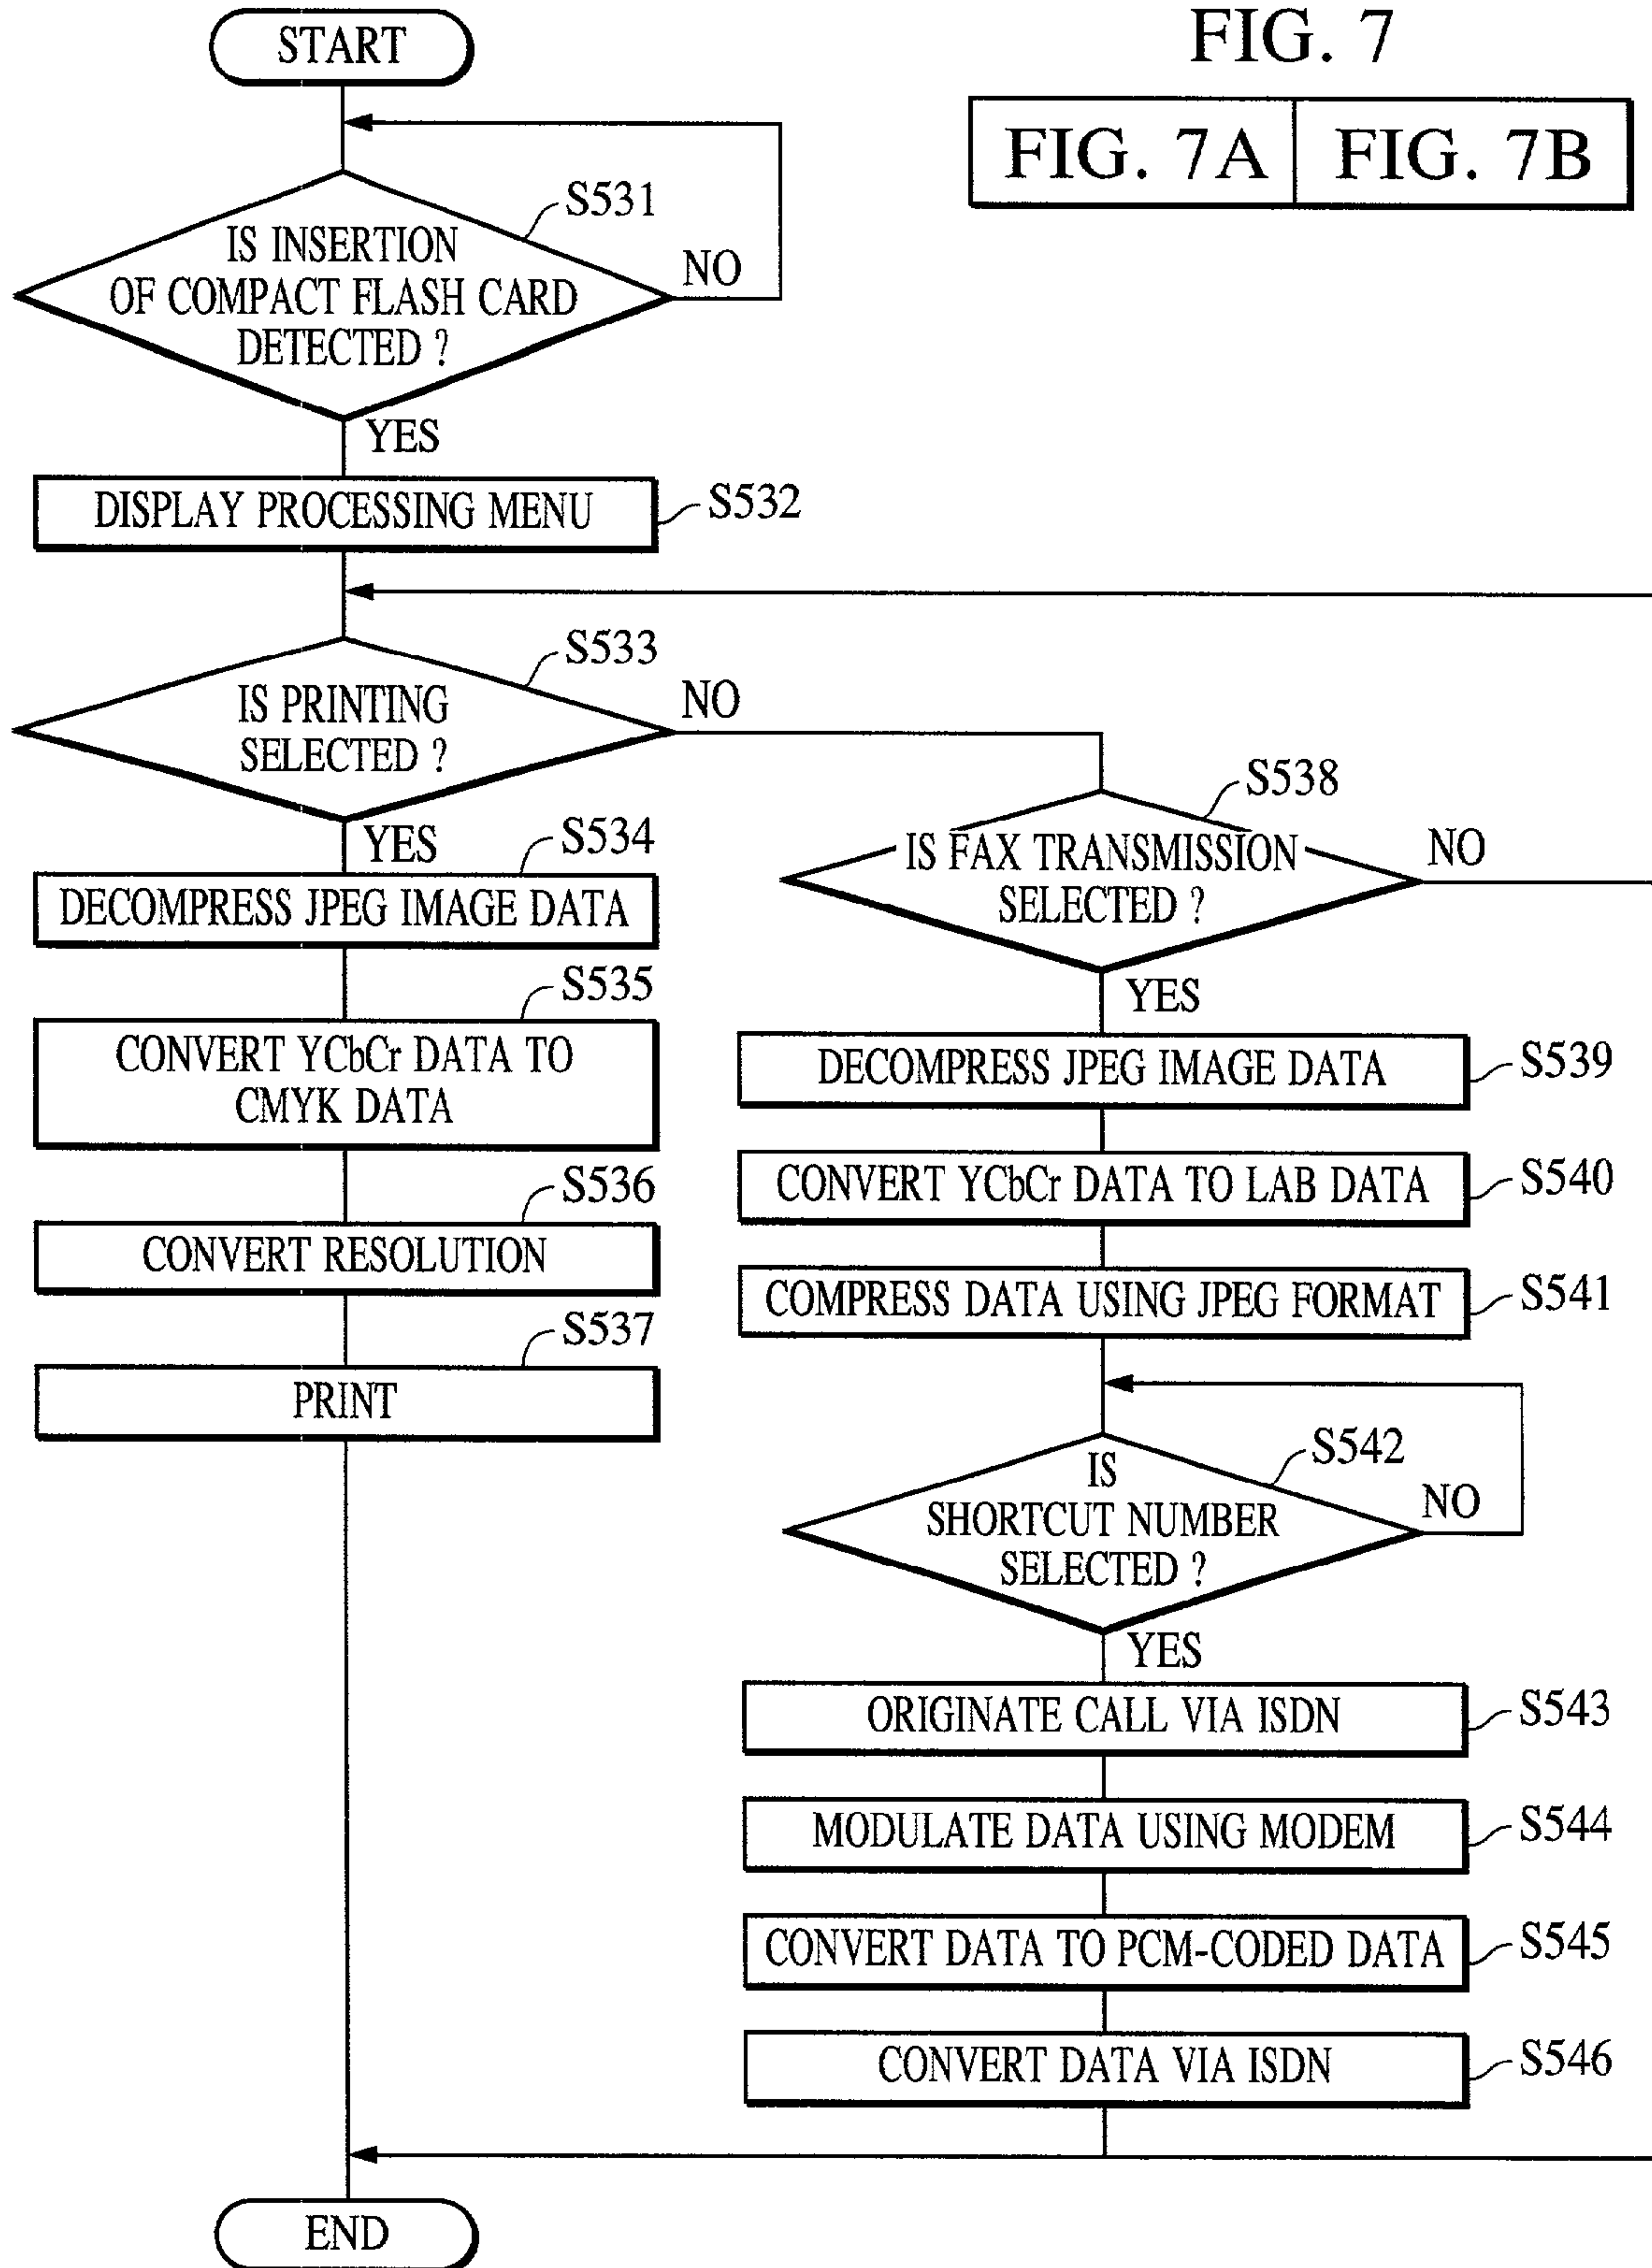 FIG. 7
FIG. 7A FIG. 7B
START
S531
IS INSERTION
OF COMPACT FLASH CARD
DETECTED ?
NO
YES
DISPLAY PROCESSING MENU
S532
S533
IS PRINTING
SELECTED ?
NO
YES
S534
DECOMPRESS JPEG IMAGE DATA
S535
CONVERT YCbCr DATA TO
CMYK DATA
S536
CONVERT RESOLUTION
S537
PRINT
S538
IS FAX TRANSMISSION
SELECTED ?
NO
YES
DECOMPRESS JPEG IMAGE DATA
S539
CONVERT YCbCr DATA TO LAB DATA
S540
COMPRESS DATA USING JPEG FORMAT
S541
S542
IS
SHORTCUT NUMBER
SELECTED ?
NO
YES
ORIGINATE CALL VIA ISDN
S543
MODULATE DATA USING MODEM
S544
CONVERT DATA TO PCM-CODED DATA
S545
CONVERT DATA VIA ISDN
S546
END